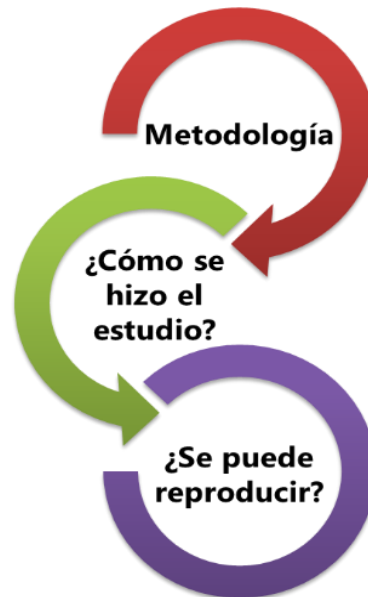 Metodología
¿Cómo se
hizo el
estudio?
¿Se puede
reproducir?